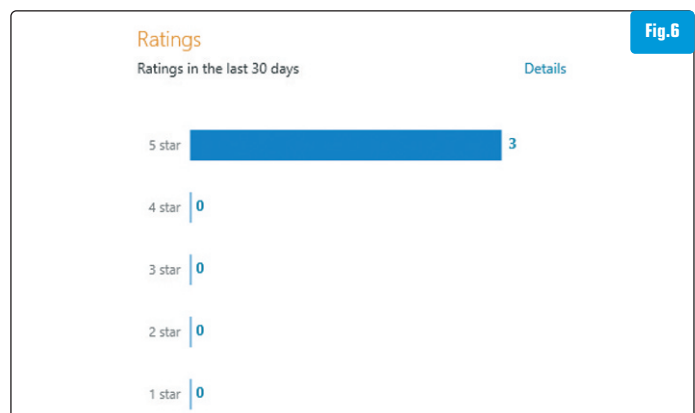 Fig.6
Ratings
Ratings in the last 30 days Details
5 star 3
4 star 0
3 star 0
2 star 0
1 star 0